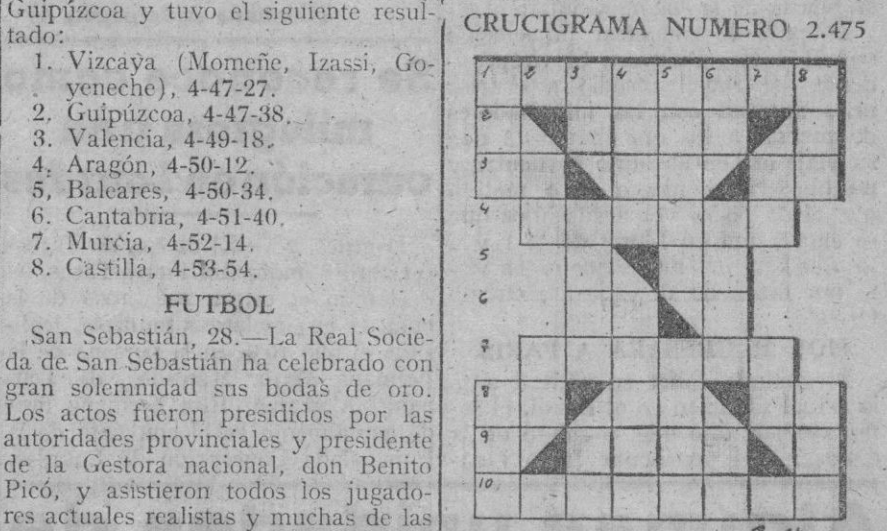 Guipúzcoa y tuvo el siguiente resul-
tado:
1. Vizcaya (Momeñe, Izassi, Go-
yeneche), 4-47-27.
2. Guipúzcoa, 4-47-38.
3. Valencia, 4-49-18.
4. Aragón, 4-50-12.
5, Baleares, 4-50-34.
6. Cantabria, 4-51-40.
7. Murcia, 4-52-14.
8. Castilla, 4-53-54.
FUTBOL
San Sebastián, 28.—La Real Socie-
da de San Sebastián ha celebrado con
gran solemnidad sus bodas de oro.
Los actos fueron presididos por las
autoridades provinciales y presidente
de la Gestora nacional, don Benito
Picó, y asistieron todos los jugado-
res actuales realistas y muchas de las
CRUCIGRAMA NUMERO 2.475
1 2 3 4 5 6 7 8
2
3
4
5
6
7
8
9
10